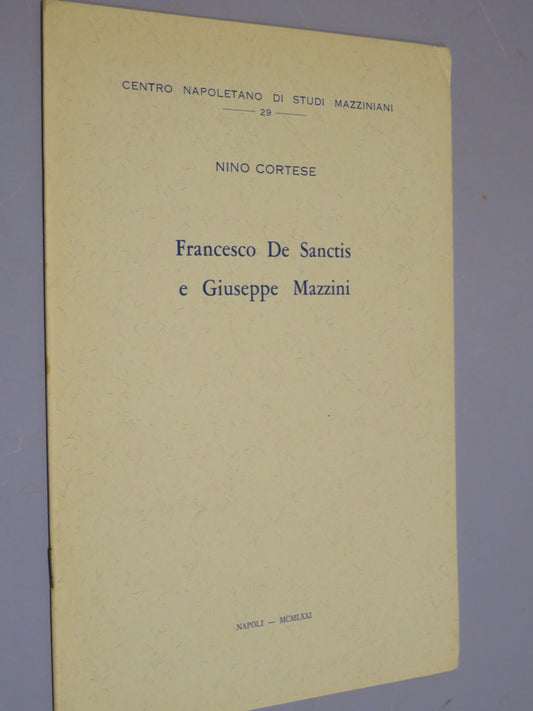 CENTRO NAPOLETANO DI STUDI MAZZINIANI
— 29 —
NINO CORTESE
Francesco De Sanctis
e Giuseppe Mazzini
NAPOLI — MCMLXXI